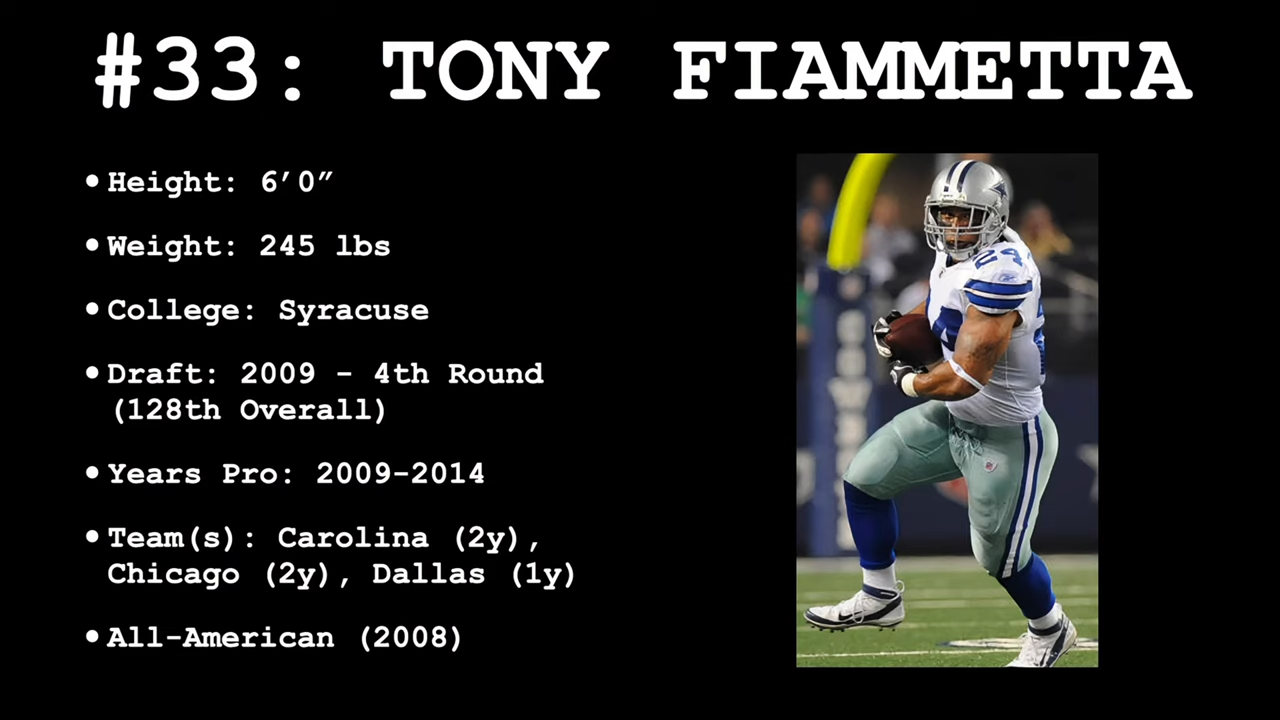 #33: TONY FIAMMETTA
• Height: 6’0”
• Weight: 245 lbs
• College: Syracuse
• Draft: 2009 - 4th Round
(128th Overall)
• Years Pro: 2009-2014
• Team(s): Carolina (2y),
Chicago (2y), Dallas (1y)
• All-American (2008)
24